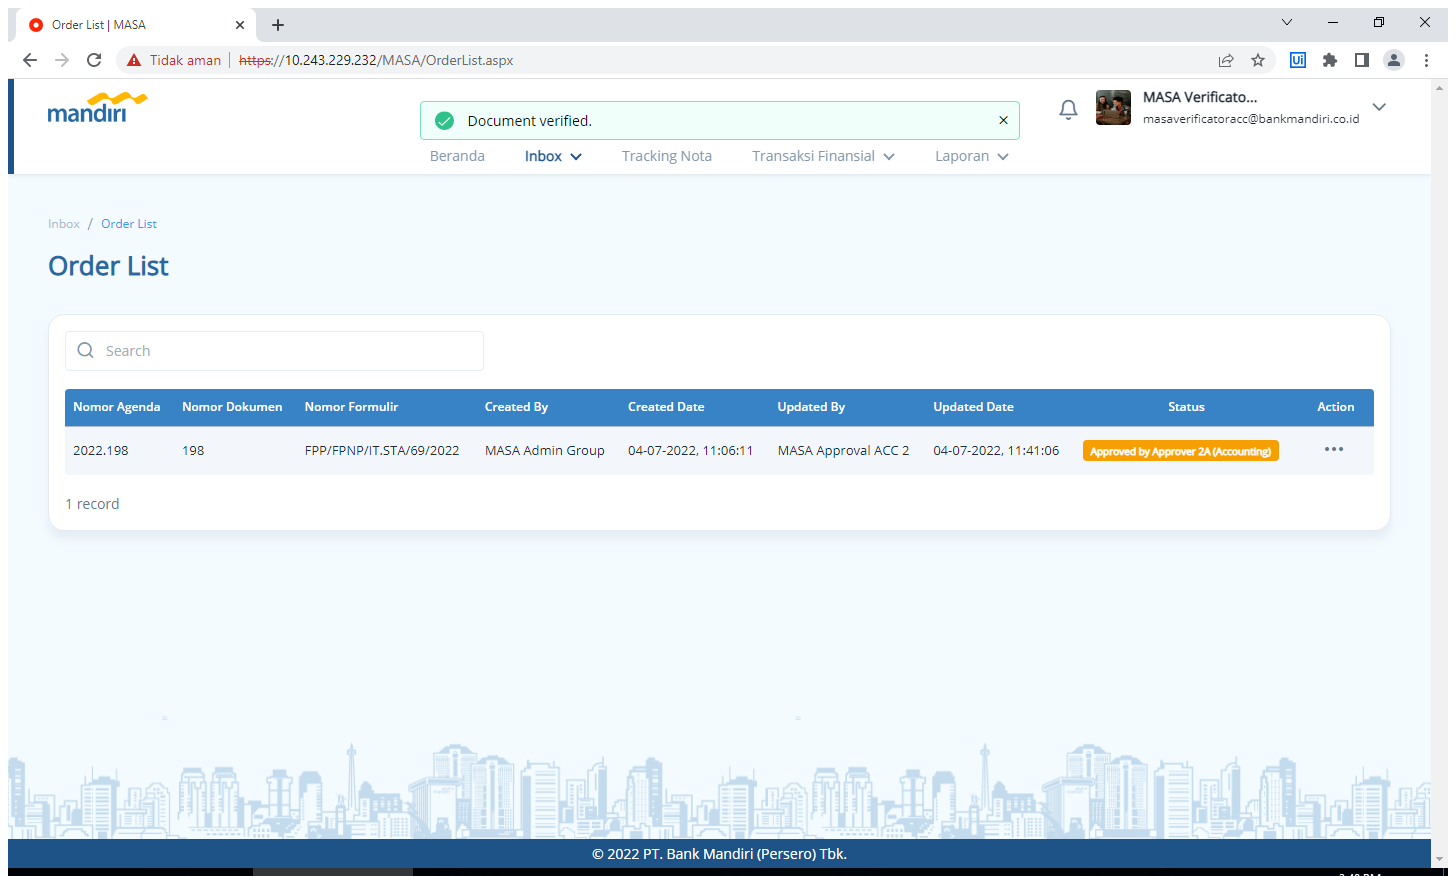 Order List | MASA
Tidak aman
https://10.243.229.232/MASA/OrderList.aspx
Ui
mandiri
Document verified.
MASA Verificato...
masaverificatoracc@bankmandiri.co.id
Beranda Inbox Tracking Nota Transaksi Finansial Laporan
Inbox / Order List
Order List
Search
Nomor Agenda Nomor Dokumen Nomor Formulir Created By Created Date Updated By Updated Date Status Action
2022.198 198 FPP/FPNP/IT.STA/69/2022 MASA Admin Group 04-07-2022, 11:06:11 MASA Approval ACC 2 04-07-2022, 11:41:06 Approved by Approver 2A (Accounting) •••
1 record
© 2022 PT. Bank Mandiri (Persero) Tbk.